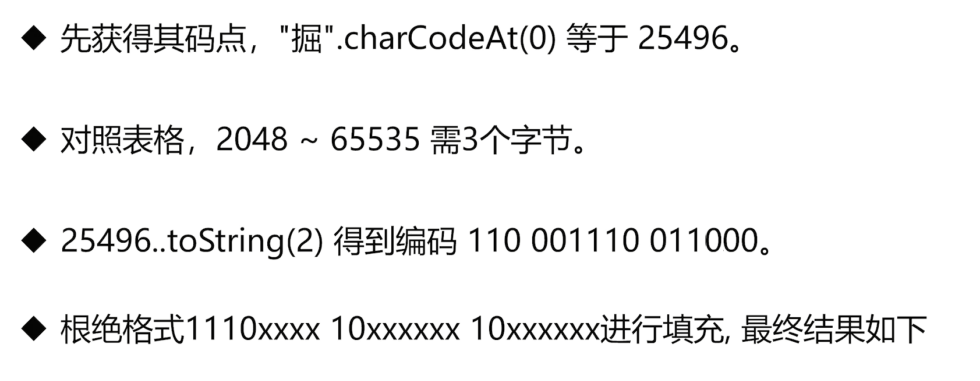 ◆ 先获得其码点，"掘".charCodeAt(0) 等于 25496。
◆ 对照表格，2048 ~ 65535 需3个字节。
◆ 25496..toString(2) 得到编码 110 001110 011000。
◆ 根绝格式1110xxxx 10xxxxxx 10xxxxxx进行填充, 最终结果如下